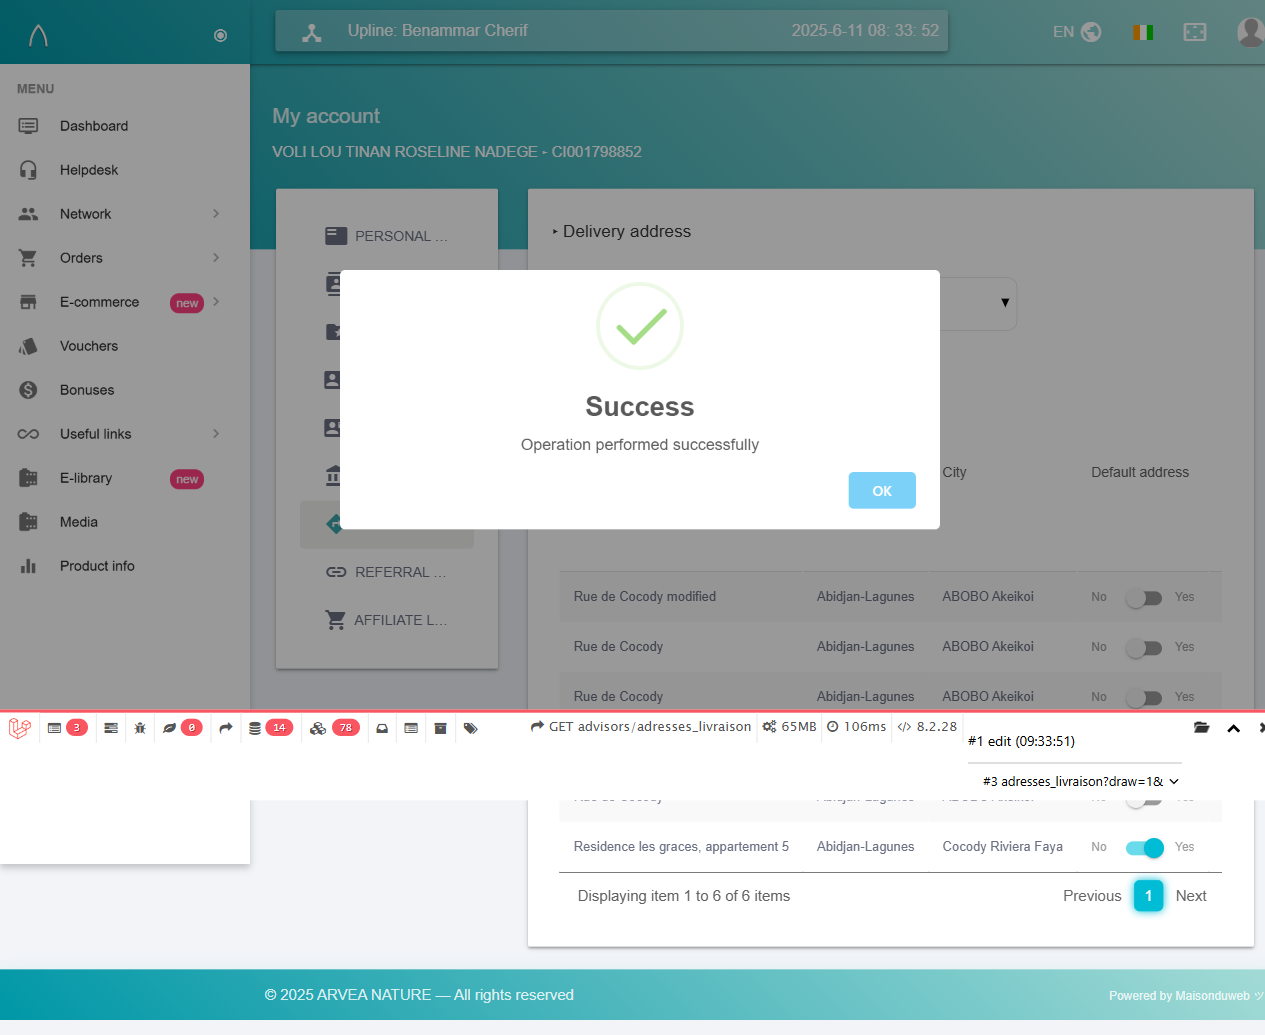 Upline: Benammar Cherif
2025-6-11 08: 33: 52
EN
MENU
Dashboard
Helpdesk
Network
Orders
E-commerce new
Vouchers
Bonuses
Useful links
E-library new
Media
Product info
My account
VOLI LOU TINAN ROSELINE NADEGE ‣ CI001798852
PERSONAL ...
REFERRAL ...
AFFILIATE L...
‣ Delivery address
Success
Operation performed successfully
OK
City Default address
Rue de Cocody modified Abidjan-Lagunes ABOBO Akeikoi No Yes
Rue de Cocody Abidjan-Lagunes ABOBO Akeikoi No Yes
Rue de Cocody Abidjan-Lagunes ABOBO Akeikoi No Yes
3 0 14 78 GET advisors/adresses_livraison 65MB 106ms 8.2.28
#1 edit (09:33:51)
#3 adresses_livraison?draw=1&
Residence les graces, appartement 5 Abidjan-Lagunes Cocody Riviera Faya No Yes
Displaying item 1 to 6 of 6 items
Previous 1 Next
© 2025 ARVEA NATURE — All rights reserved
Powered by Maisonduweb ツ